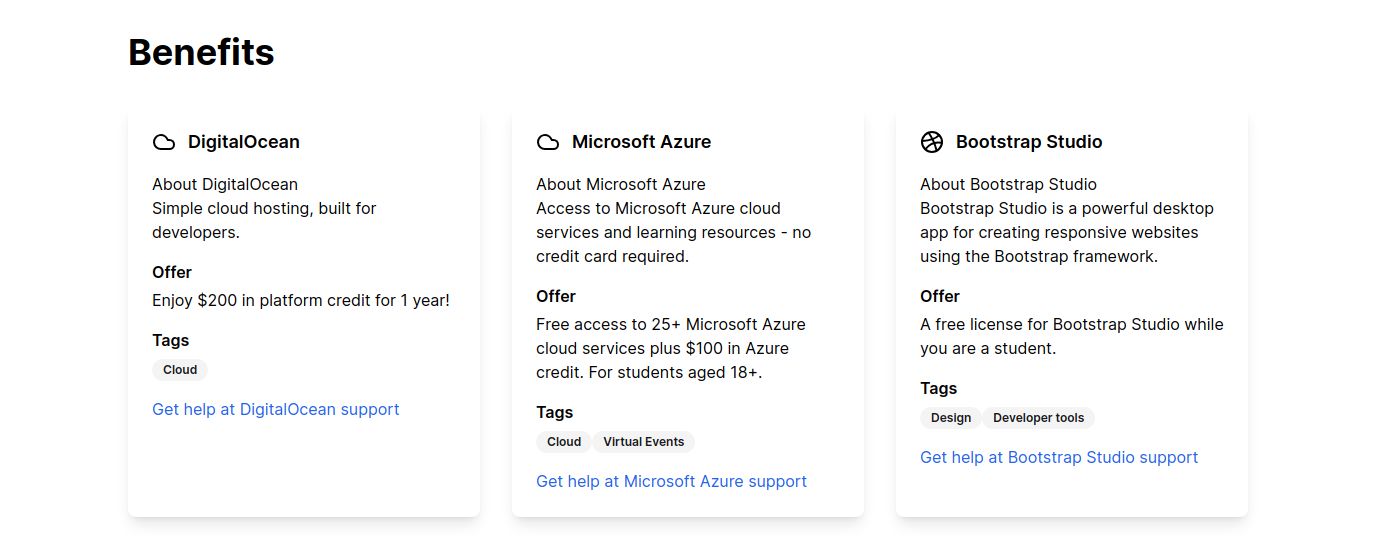 Benefits
DigitalOcean
About DigitalOcean
Simple cloud hosting, built for
developers.
Offer
Enjoy $200 in platform credit for 1 year!
Tags
Cloud
Get help at DigitalOcean support
Microsoft Azure
About Microsoft Azure
Access to Microsoft Azure cloud
services and learning resources - no
credit card required.
Offer
Free access to 25+ Microsoft Azure
cloud services plus $100 in Azure
credit. For students aged 18+.
Tags
Cloud Virtual Events
Get help at Microsoft Azure support
Bootstrap Studio
About Bootstrap Studio
Bootstrap Studio is a powerful desktop
app for creating responsive websites
using the Bootstrap framework.
Offer
A free license for Bootstrap Studio while
you are a student.
Tags
Design Developer tools
Get help at Bootstrap Studio support